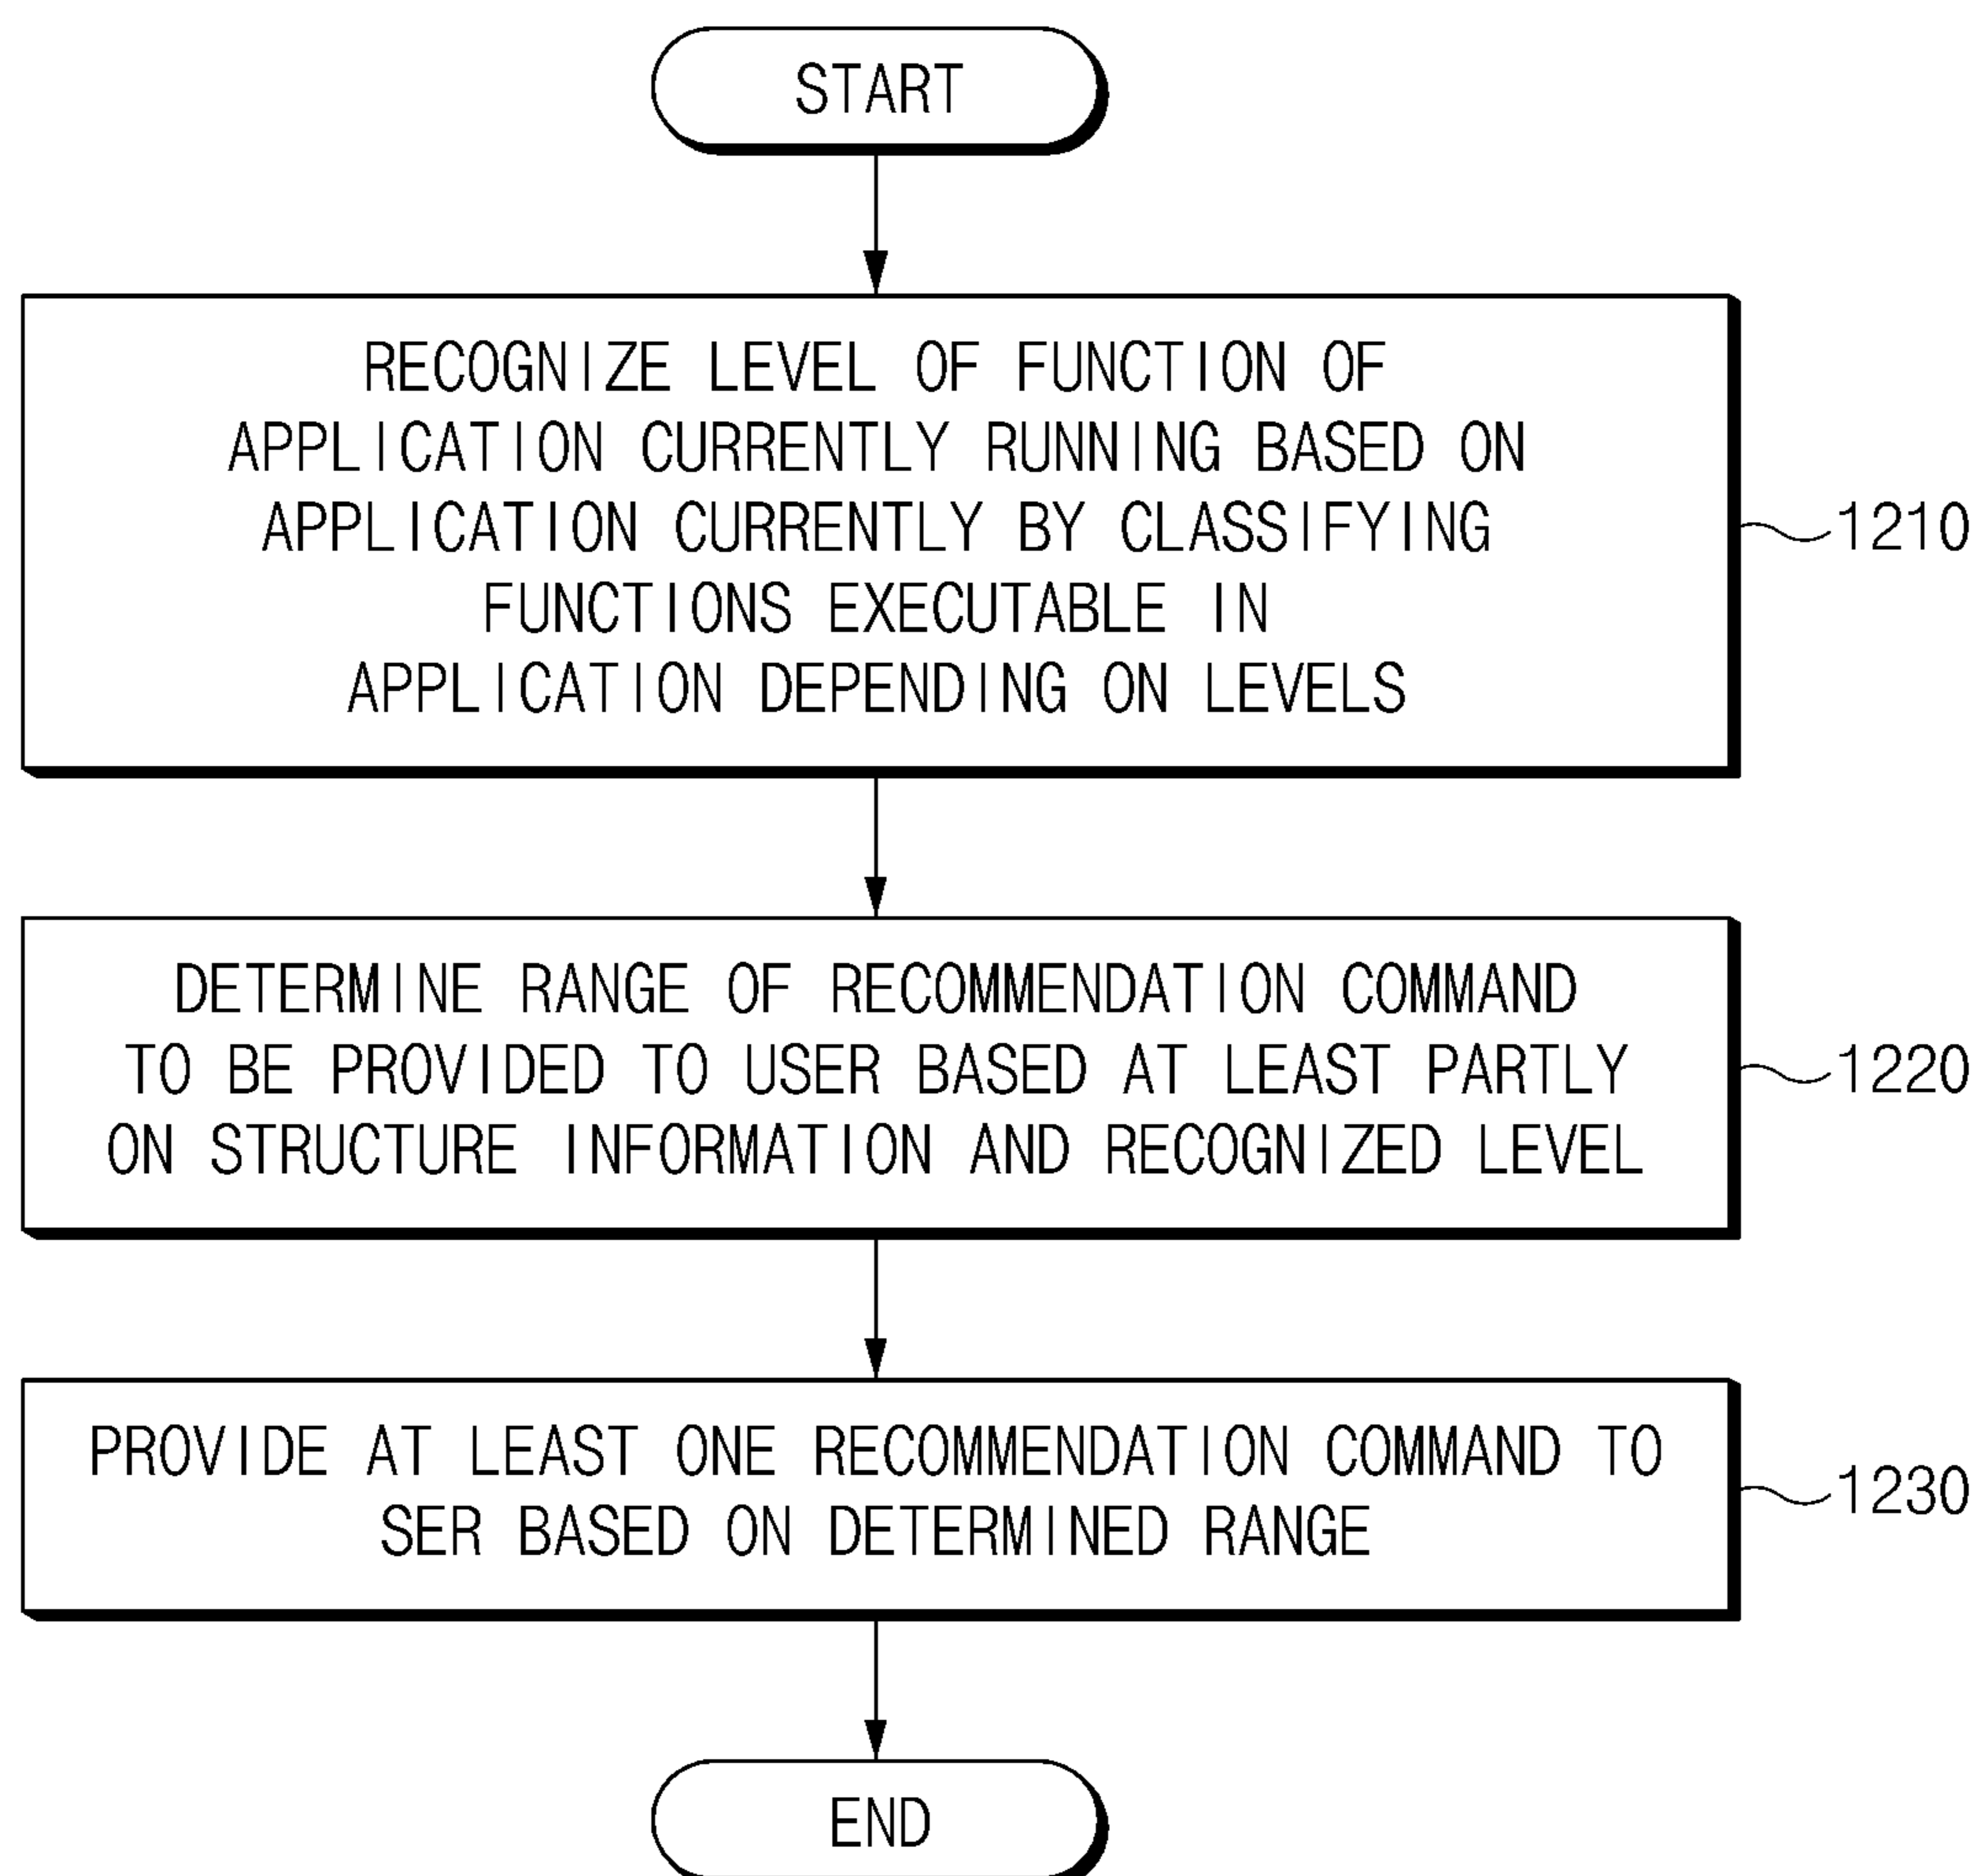 START
RECOGNIZE LEVEL OF FUNCTION OF
APPLICATION CURRENTLY RUNNING BASED ON
APPLICATION CURRENTLY BY CLASSIFYING
FUNCTIONS EXECUTABLE IN
APPLICATION DEPENDING ON LEVELS
1210
DETERMINE RANGE OF RECOMMENDATION COMMAND
TO BE PROVIDED TO USER BASED AT LEAST PARTLY
ON STRUCTURE INFORMATION AND RECOGNIZED LEVEL
1220
PROVIDE AT LEAST ONE RECOMMENDATION COMMAND TO
SER BASED ON DETERMINED RANGE
1230
END